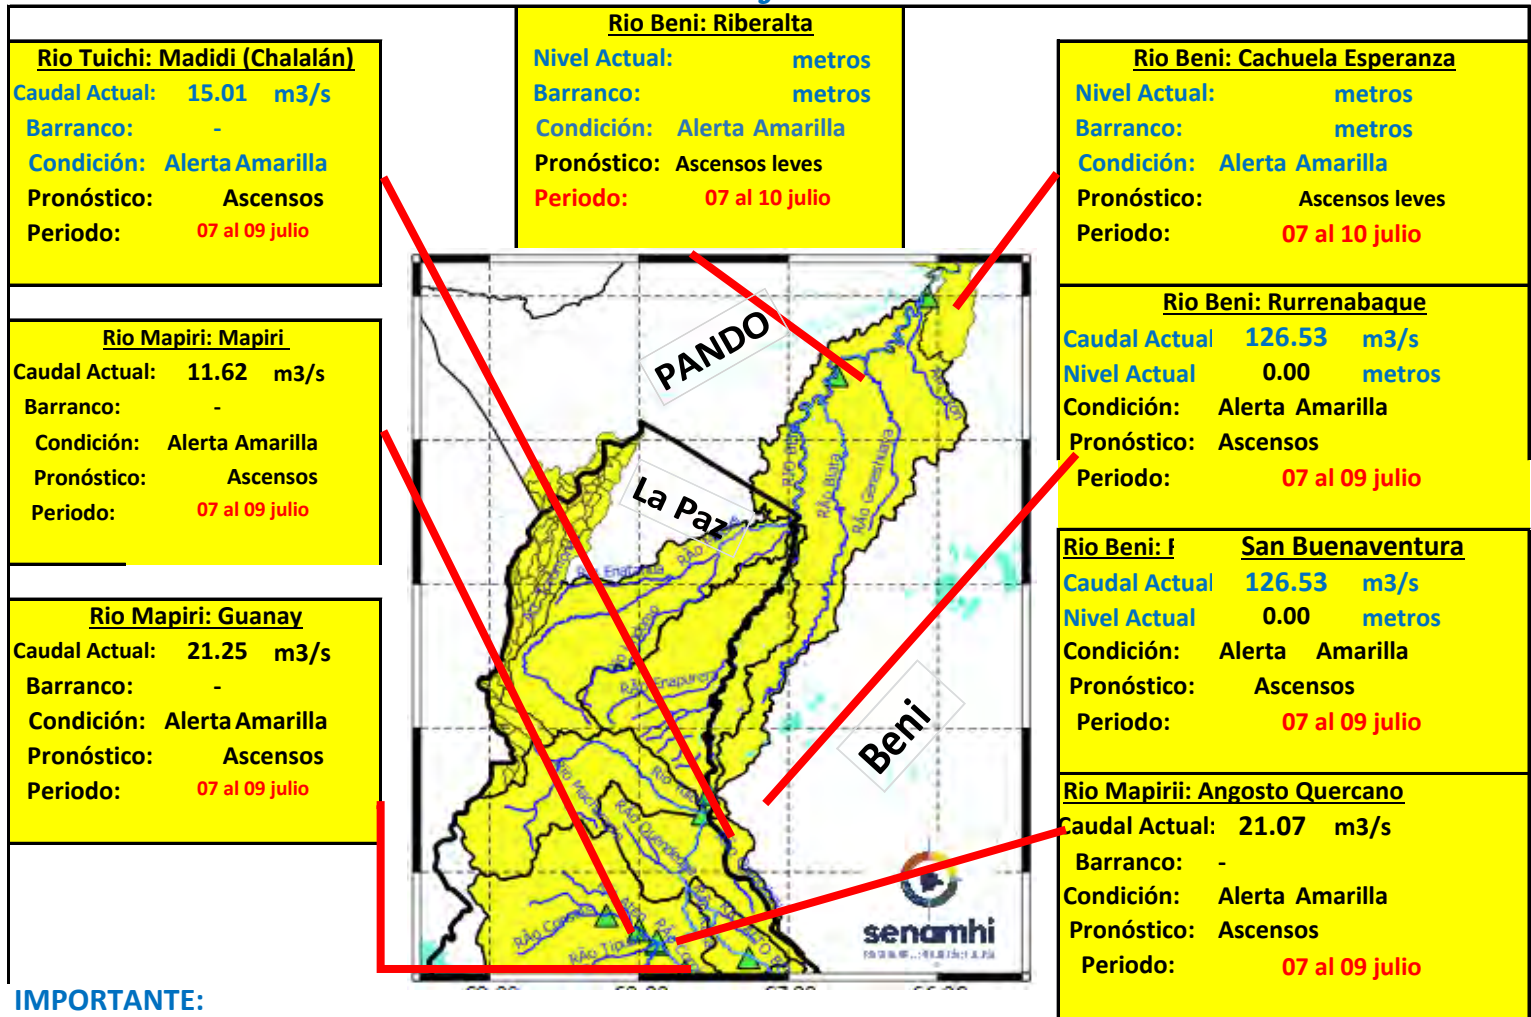 Rio Tuichi: Madidi (Chalalán)
Caudal Actual: 15.01 m3/s
Barranco: -
Condición: Alerta Amarilla
Pronóstico: Ascensos
Periodo: 07 al 09 julio
Rio Mapiri: Mapiri
Caudal Actual: 11.62 m3/s
Barranco: -
Condición: Alerta Amarilla
Pronóstico: Ascensos
Periodo: 07 al 09 julio
Rio Mapiri: Guanay
Caudal Actual: 21.25 m3/s
Barranco: -
Condición: Alerta Amarilla
Pronóstico: Ascensos
Periodo: 07 al 09 julio
Rio Beni: Riberalta
Nivel Actual: metros
Barranco: metros
Condición: Alerta Amarilla
Pronóstico: Ascensos leves
Periodo: 07 al 10 julio
PANDO
La Paz
Beni
RÃo Biata
RÃo Geneshuaya
RÃo Enapurera
RÃo Quendeque
senamhi
Rio Beni: Cachuela Esperanza
Nivel Actual: metros
Barranco: metros
Condición: Alerta Amarilla
Pronóstico: Ascensos leves
Periodo: 07 al 10 julio
Rio Beni: Rurrenabaque
Caudal Actual 126.53 m3/s
Nivel Actual 0.00 metros
Condición: Alerta Amarilla
Pronóstico: Ascensos
Periodo: 07 al 09 julio
Rio Beni: San Buenaventura
Caudal Actual 126.53 m3/s
Nivel Actual 0.00 metros
Condición: Alerta Amarilla
Pronóstico: Ascensos
Periodo: 07 al 09 julio
Rio Mapirii: Angosto Quercano
Caudal Actual: 21.07 m3/s
Barranco: -
Condición: Alerta Amarilla
Pronóstico: Ascensos
Periodo: 07 al 09 julio
IMPORTANTE: